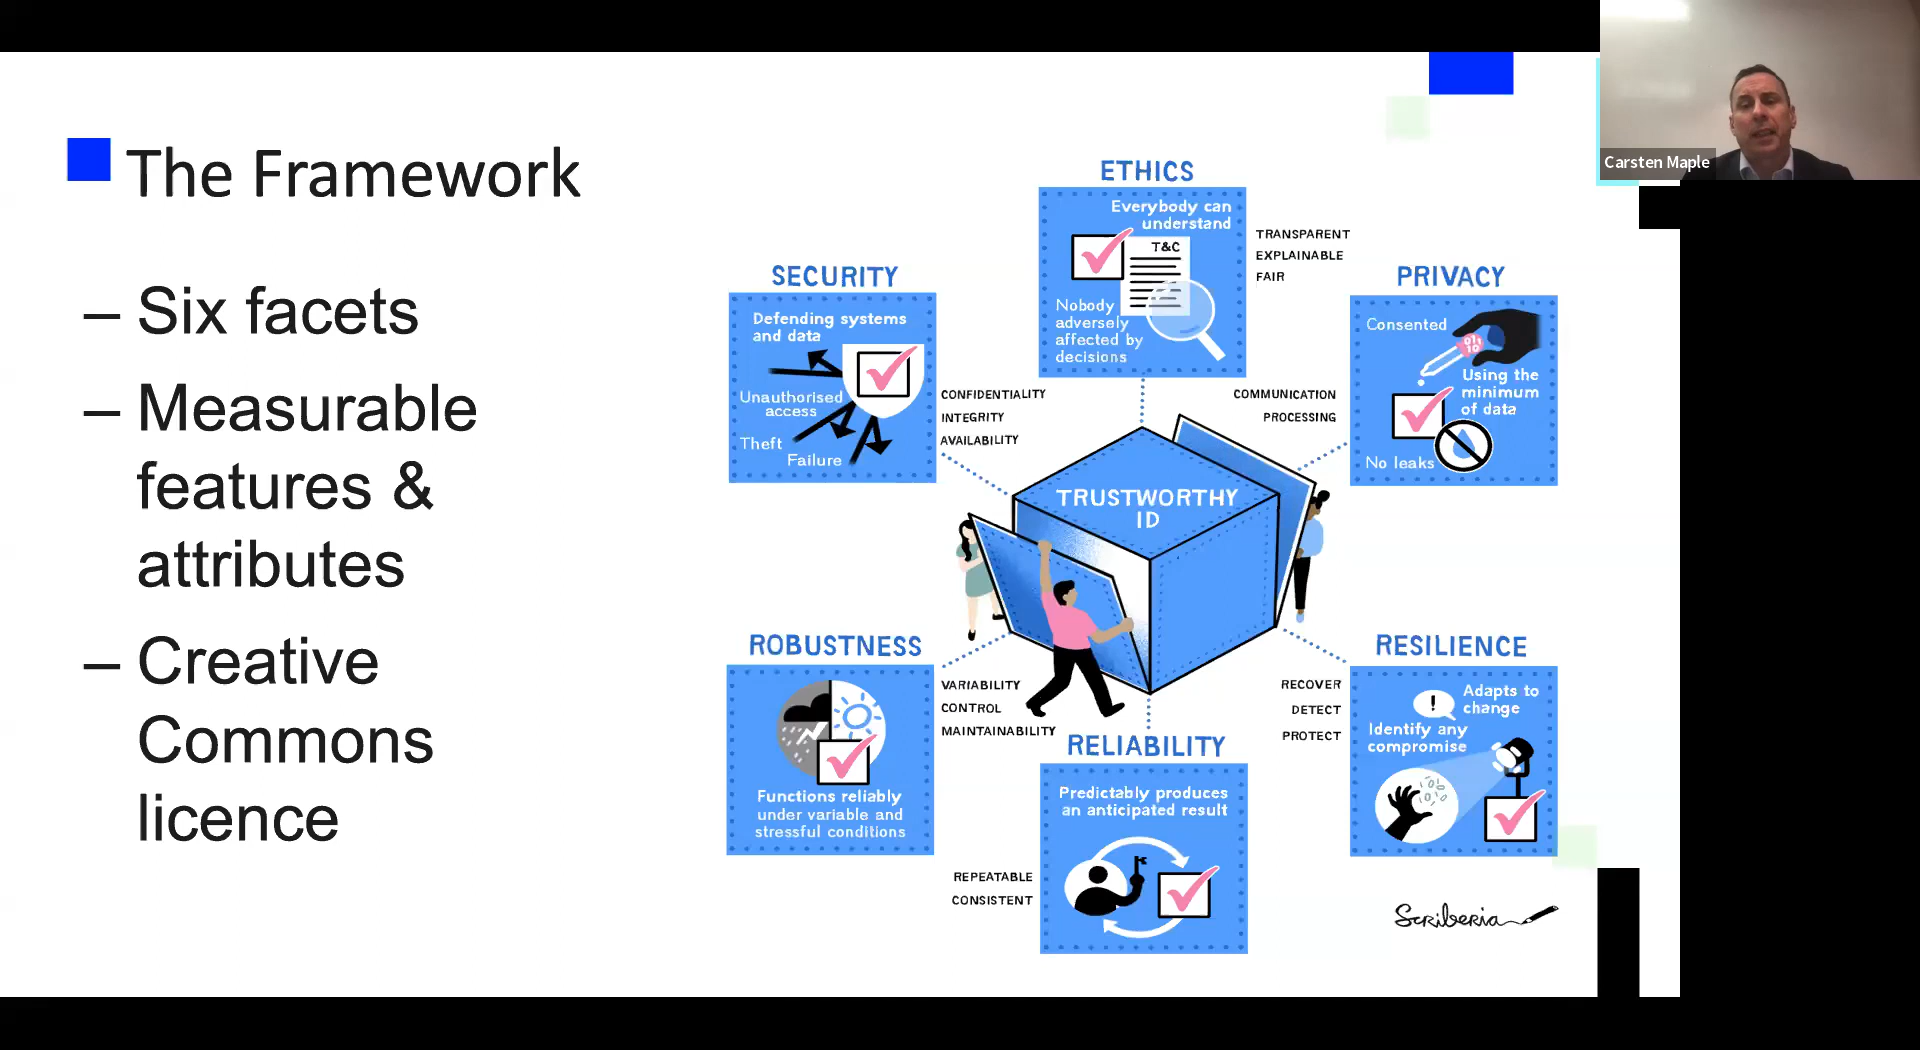 The Framework
– Six facets
– Measurable
features &
attributes
– Creative
Commons
licence
ETHICS
Everybody can
understand
T&C
Nobody
adversely
affected by
decisions
TRANSPARENT
EXPLAINABLE
FAIR
SECURITY
Defending systems
and data
Unauthorised
access
Theft
Failure
CONFIDENTIALITY
INTEGRITY
AVAILABILITY
PRIVACY
Consented
Using the
minimum
of data
No leaks
COMMUNICATION
PROCESSING
TRUSTWORTHY
ID
ROBUSTNESS
Functions reliably
under variable and
stressful conditions
VARIABILITY
CONTROL
MAINTAINABILITY
RELIABILITY
Predictably produces
an anticipated result
REPEATABLE
CONSISTENT
RESILIENCE
Adapts to
change
!
Identify any
compromise
RECOVER
DETECT
PROTECT
Scriberia
Carsten Maple